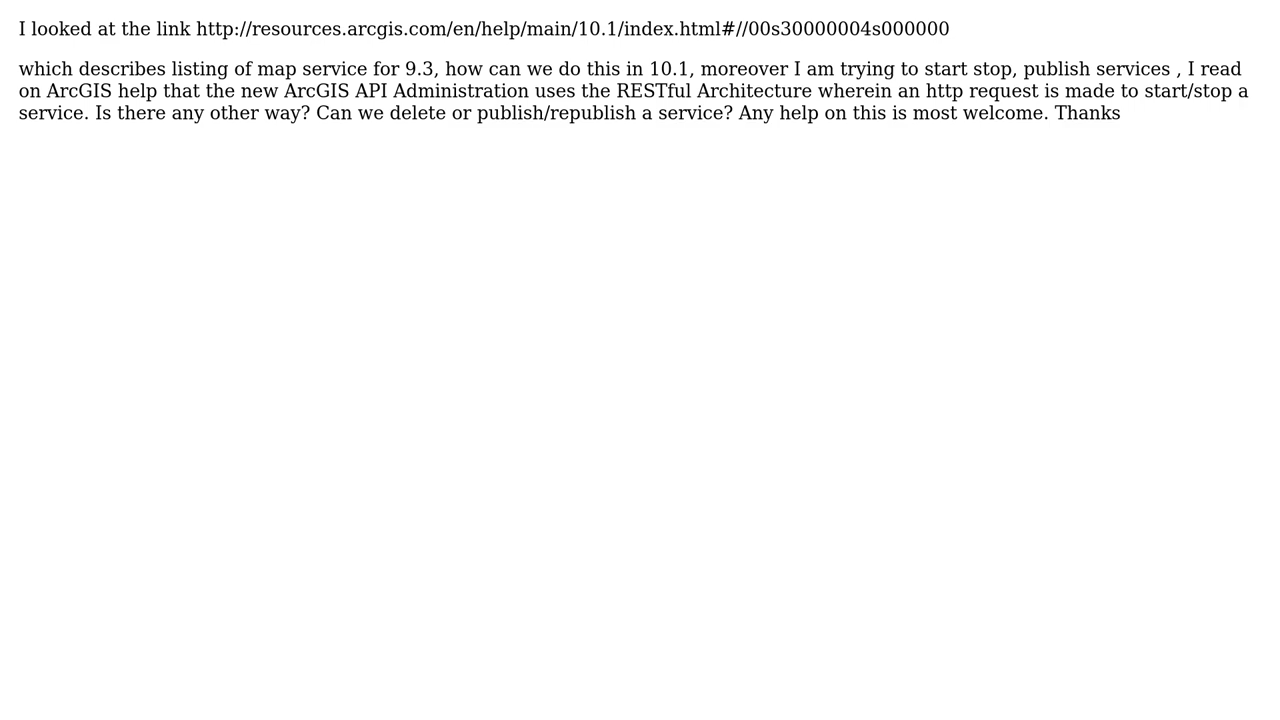 I looked at the link http://resources.arcgis.com/en/help/main/10.1/index.html#//00s30000004s000000
which describes listing of map service for 9.3, how can we do this in 10.1, moreover I am trying to start stop, publish services , I read
on ArcGIS help that the new ArcGIS API Administration uses the RESTful Architecture wherein an http request is made to start/stop a
service. Is there any other way? Can we delete or publish/republish a service? Any help on this is most welcome. Thanks